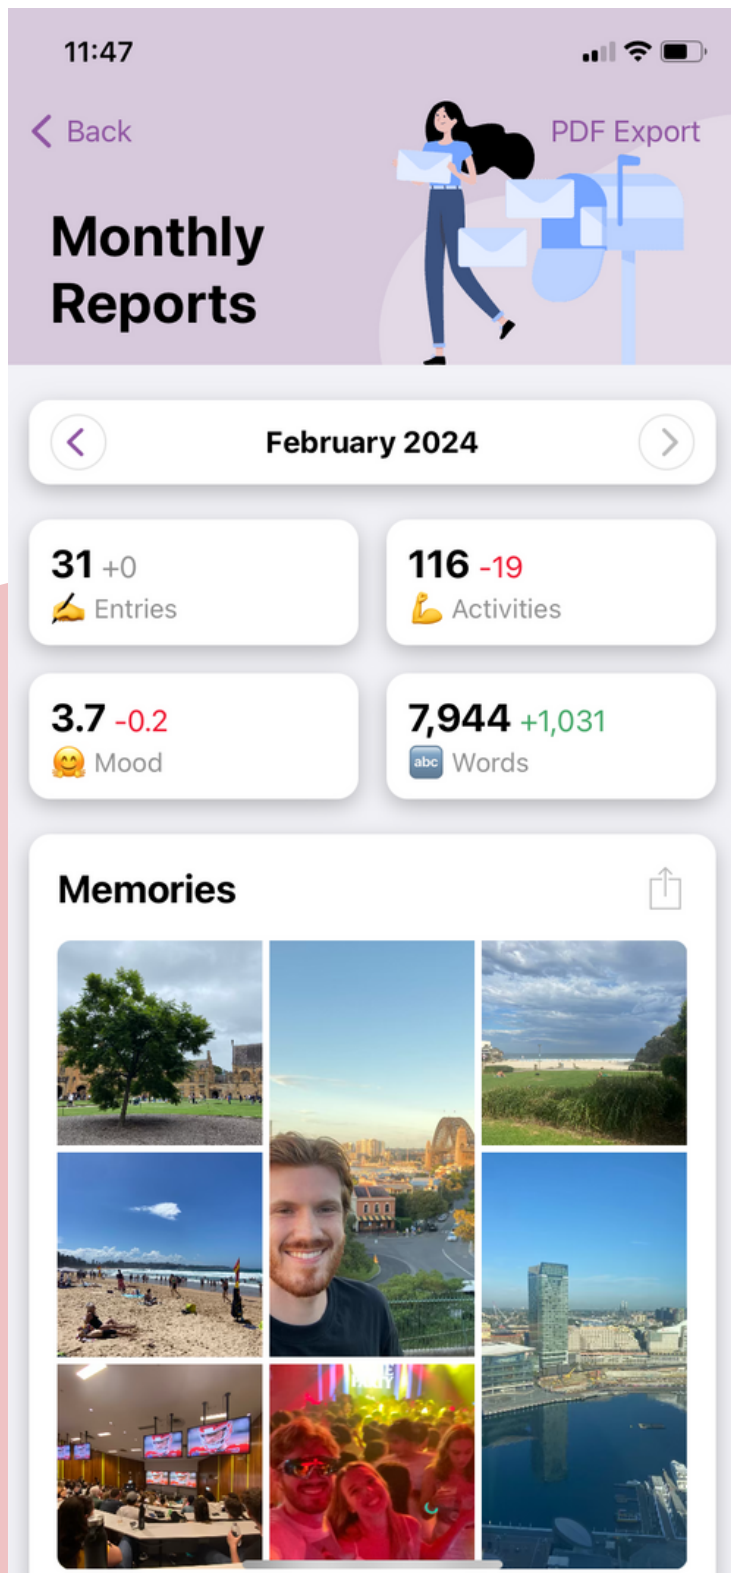 11:47
Back
PDF Export
Monthly
Reports
February 2024
31 +0
Entries
116 -19
Activities
3.7 -0.2
Mood
7,944 +1,031
abc Words
Memories
PARTY